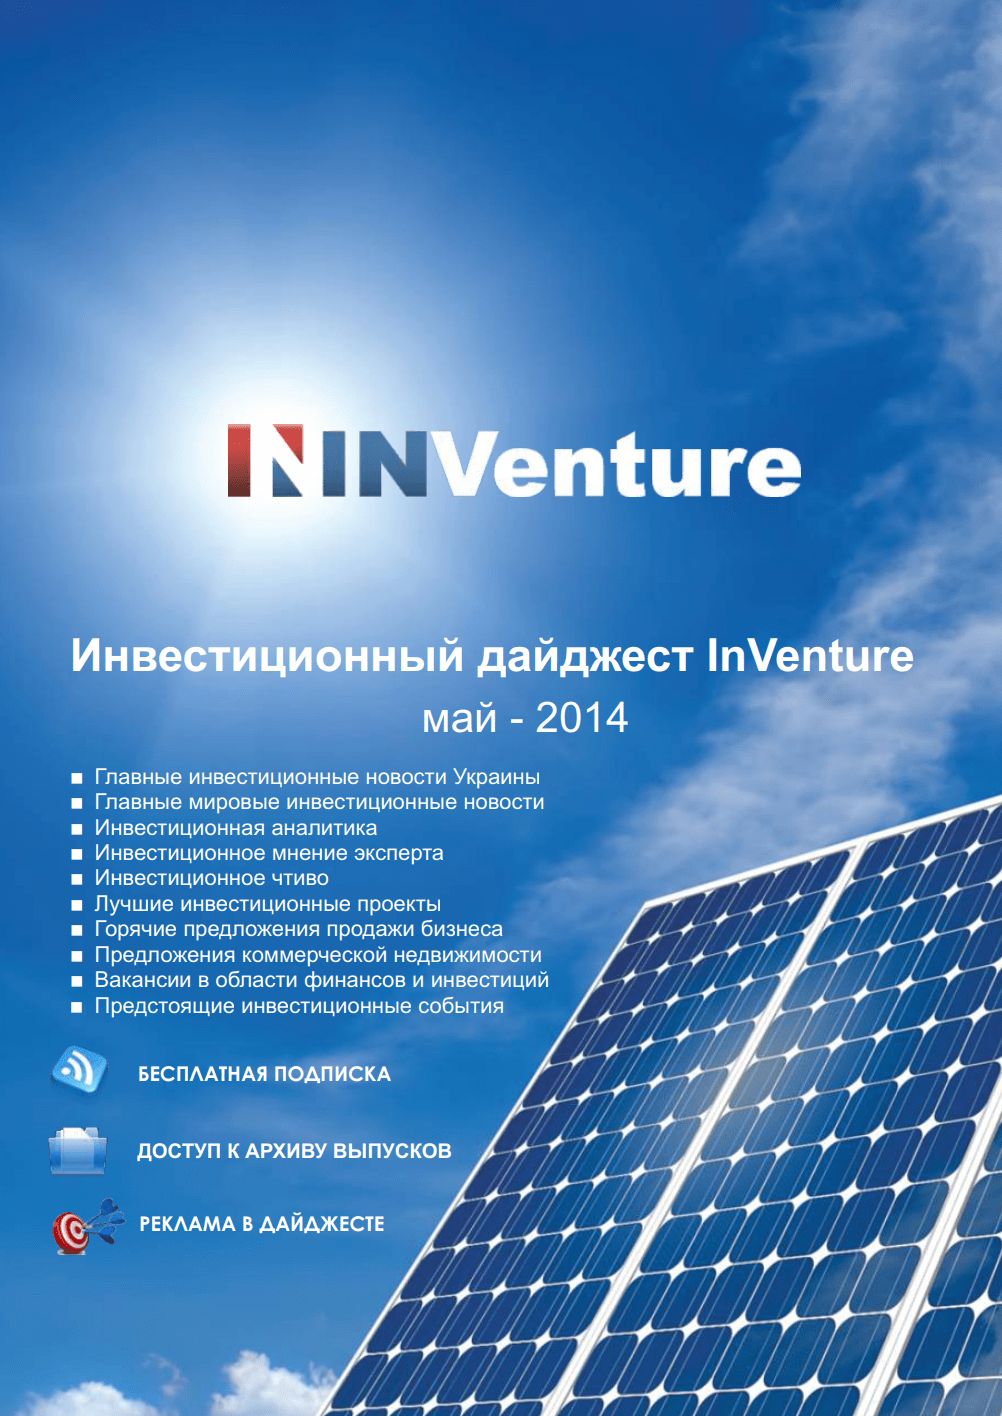 INVenture
Инвестиционный дайджест InVenture
май - 2014
■ Главные инвестиционные новости Украины
■ Главные мировые инвестиционные новости
■ Инвестиционная аналитика
■ Инвестиционное мнение эксперта
■ Инвестиционное чтиво
■ Лучшие инвестиционные проекты
■ Горячие предложения продажи бизнеса
■ Предложения коммерческой недвижимости
■ Вакансии в области финансов и инвестиций
■ Предстоящие инвестиционные события
БЕСПЛАТНАЯ ПОДПИСКА
ДОСТУП К АРХИВУ ВЫПУСКОВ
РЕКЛАМА В ДАЙДЖЕСТЕ